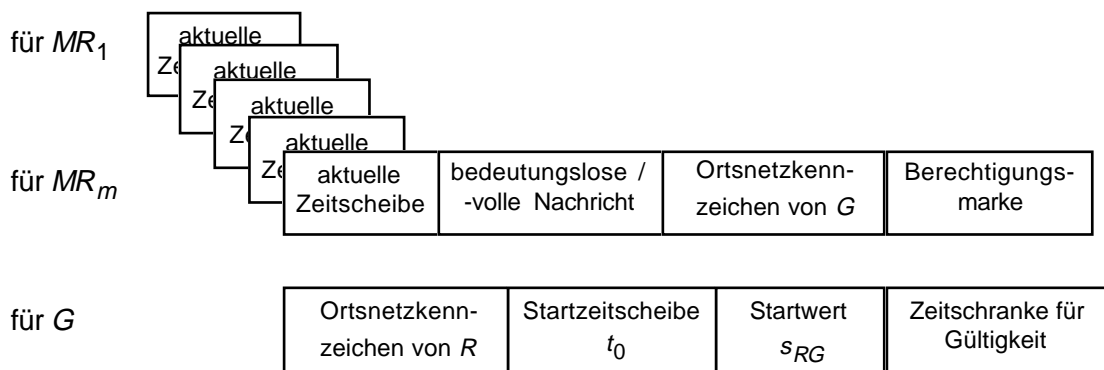 für MR1
aktuelle
Ze
aktuelle
Ze
aktuelle
Ze
aktuelle
Ze
für MRm
aktuelle
Zeitscheibe
bedeutungslose /
-volle Nachricht
Ortsnetzkenn-
zeichen von G
Berechtigungs-
marke
für G
Ortsnetzkenn-
zeichen von R
Startzeitscheibe
t0
Startwert
sRG
Zeitschranke für
Gültigkeit